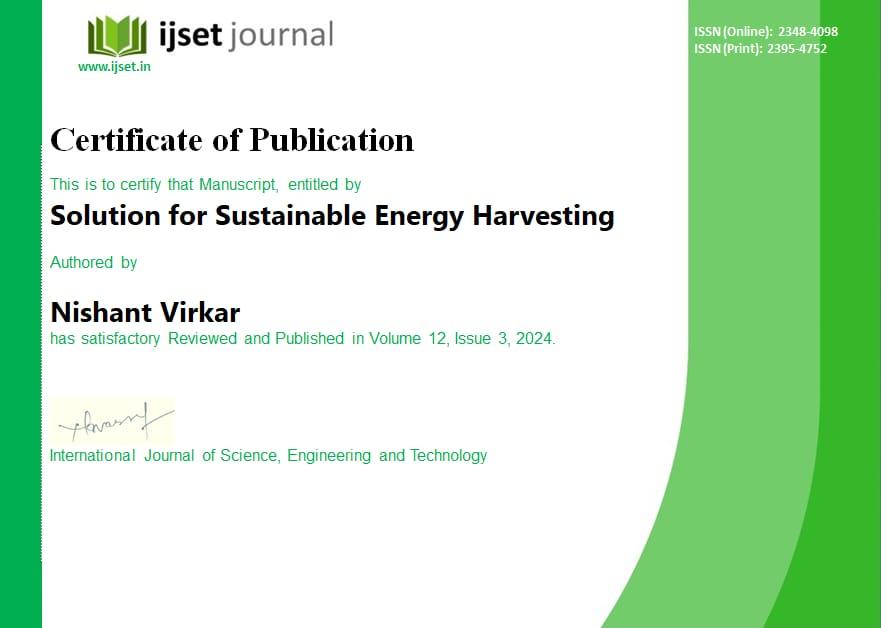 ijset journal
www.ijset.in
ISSN (Online): 2348-4098
ISSN (Print): 2395-4752
Certificate of Publication
This is to certify that Manuscript, entitled by
Solution for Sustainable Energy Harvesting
Authored by
Nishant Virkar
has satisfactory Reviewed and Published in Volume 12, Issue 3, 2024.
International Journal of Science, Engineering and Technology